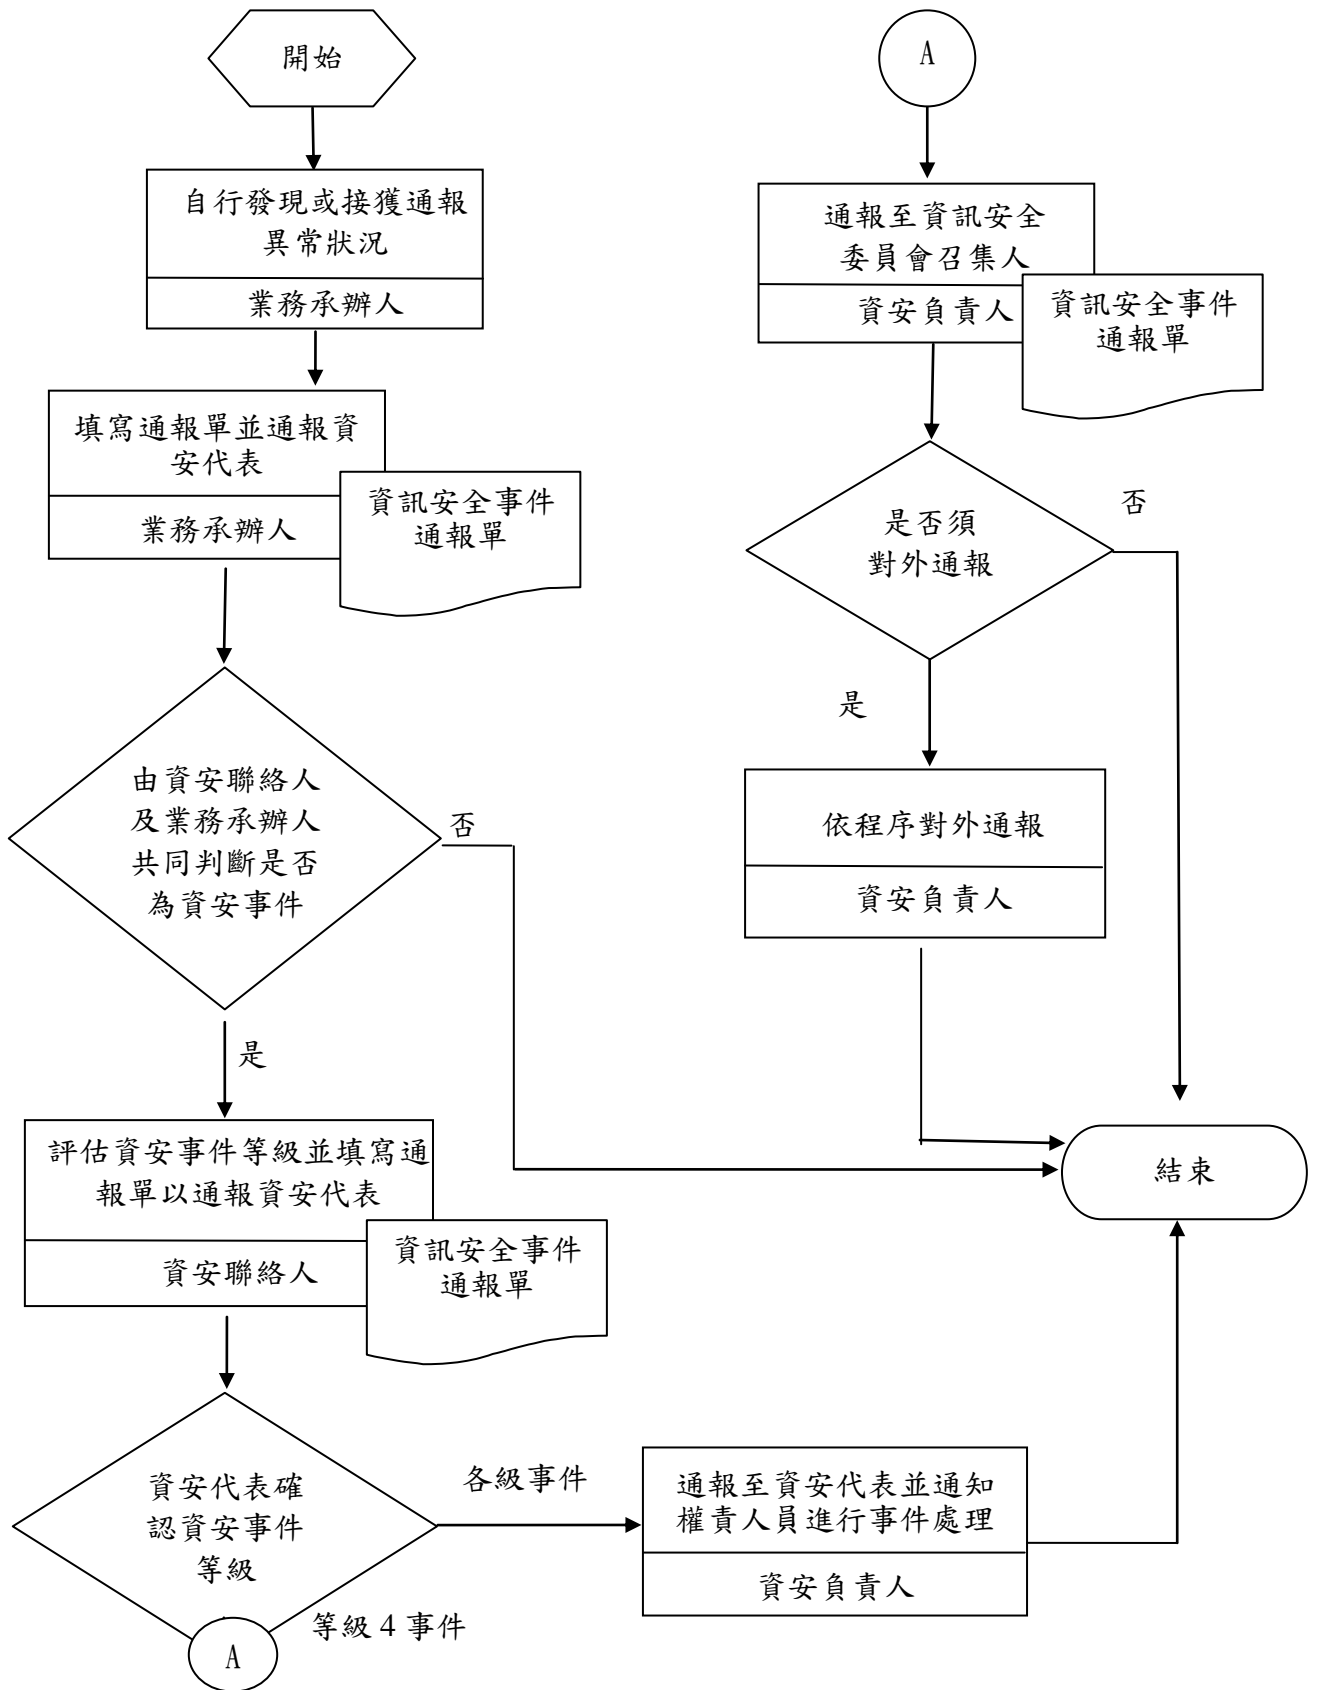 開始
自行發現或接獲通報
異常狀況
業務承辦人
填寫通報單並通報資
安代表
業務承辦人
資訊安全事件
通報單
由資安聯絡人
及業務承辦人
共同判斷是否
為資安事件
否
是
評估資安事件等級並填寫通
報單以通報資安代表
資安聯絡人
資訊安全事件
通報單
資安代表確
認資安事件
等級
各級事件
等級 4 事件
A
通報至資安代表並通知
權責人員進行事件處理
資安負責人
A
通報至資訊安全
委員會召集人
資安負責人
資訊安全事件
通報單
是否須
對外通報
否
是
依程序對外通報
資安負責人
結束